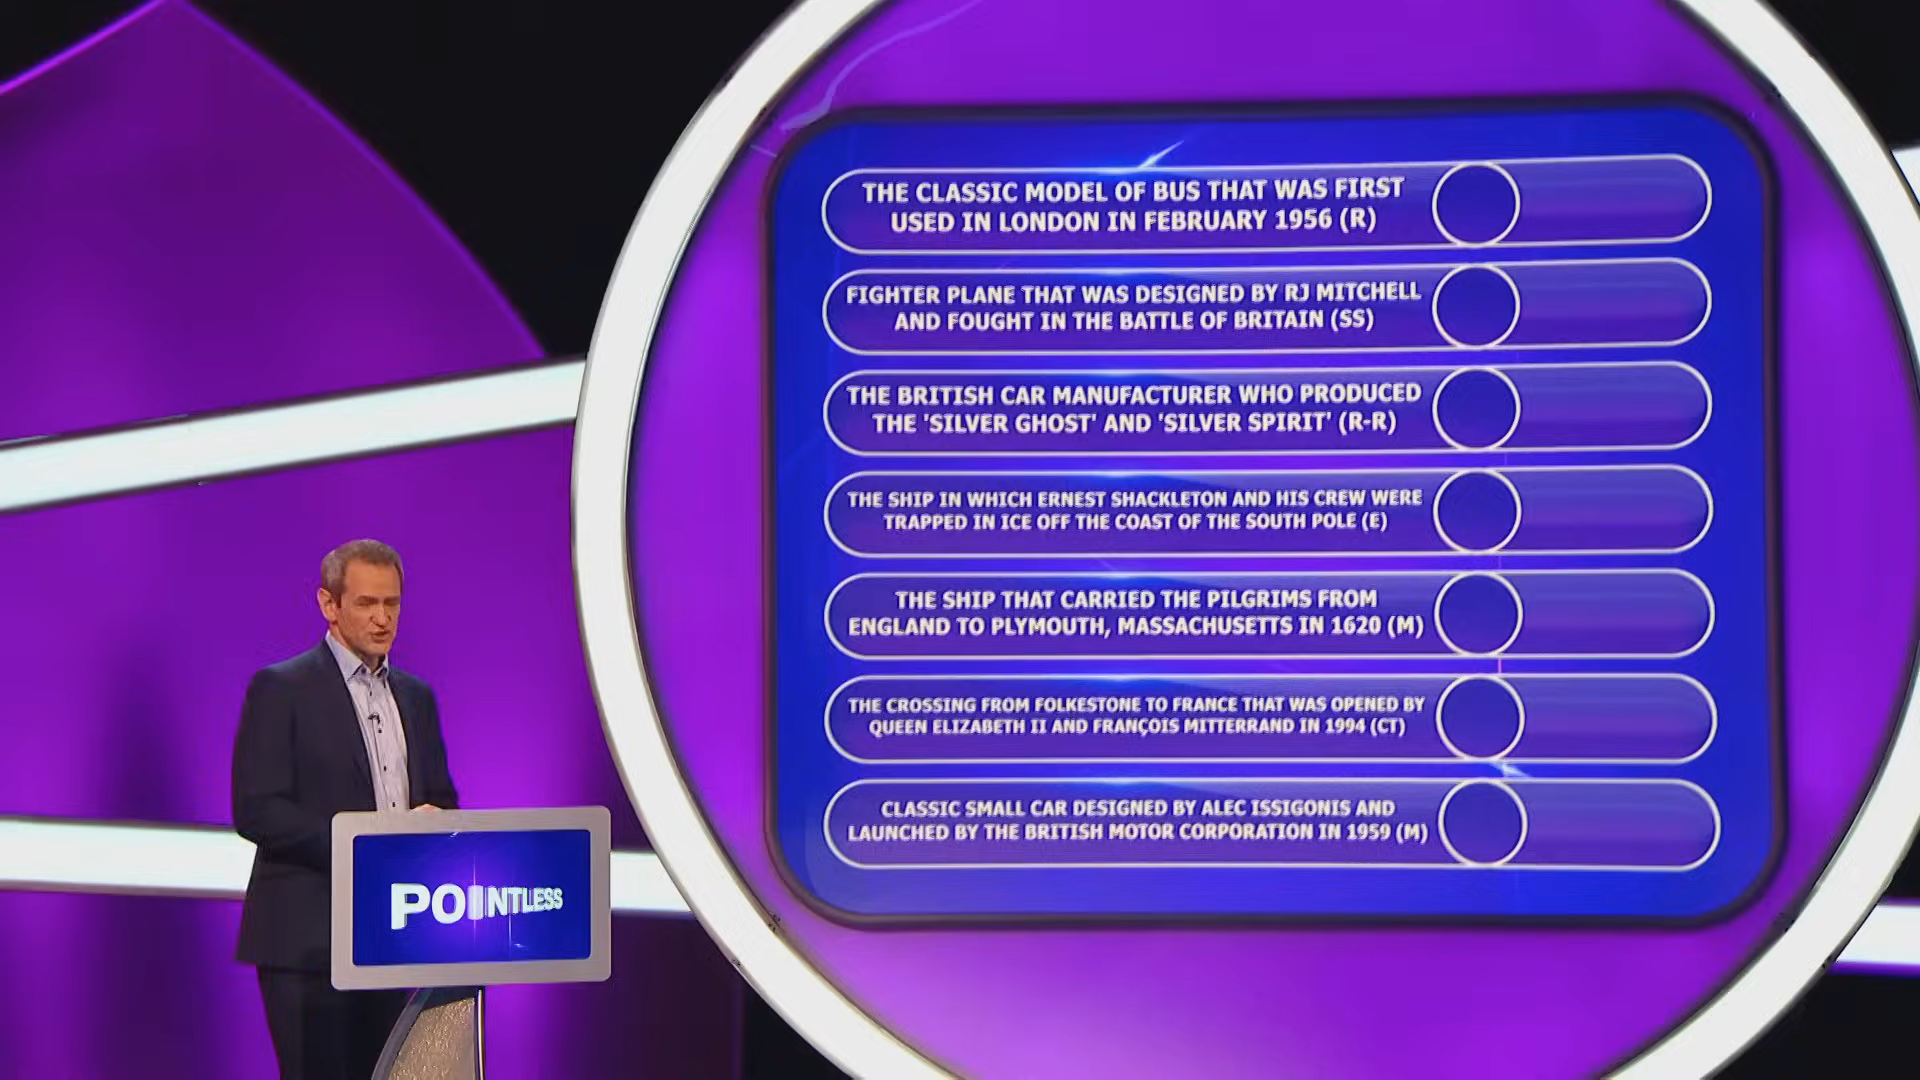 THE CLASSIC MODEL OF BUS THAT WAS FIRST
USED IN LONDON IN FEBRUARY 1956 (R)
FIGHTER PLANE THAT WAS DESIGNED BY RJ MITCHELL
AND FOUGHT IN THE BATTLE OF BRITAIN (SS)
THE BRITISH CAR MANUFACTURER WHO PRODUCED
THE 'SILVER GHOST' AND 'SILVER SPIRIT' (R-R)
THE SHIP IN WHICH ERNEST SHACKLETON AND HIS CREW WERE
TRAPPED IN ICE OFF THE COAST OF THE SOUTH POLE (E)
THE SHIP THAT CARRIED THE PILGRIMS FROM
ENGLAND TO PLYMOUTH, MASSACHUSETTS IN 1620 (M)
THE CROSSING FROM FOLKESTONE TO FRANCE THAT WAS OPENED BY
QUEEN ELIZABETH II AND FRANÇOIS MITTERRAND IN 1994 (CT)
CLASSIC SMALL CAR DESIGNED BY ALEC ISSIGONIS AND
LAUNCHED BY THE BRITISH MOTOR CORPORATION IN 1959 (M)
POINTLESS